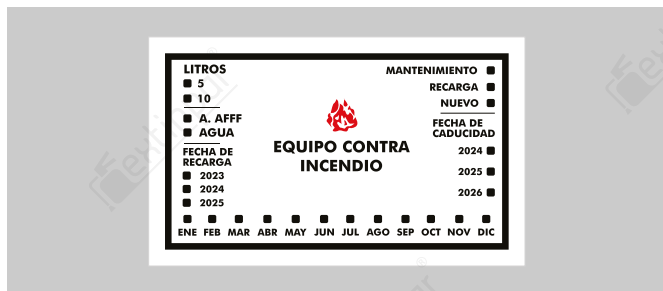 LITROS
5
10
A. AFFF
AGUA
FECHA DE
RECARGA
2023
2024
2025
EQUIPO CONTRA
INCENDIO
MANTENIMIENTO
RECARGA
NUEVO
FECHA DE
CADUCIDAD
2024
2025
2026
ENE FEB MAR ABR MAY JUN JUL AGO SEP OCT NOV DIC